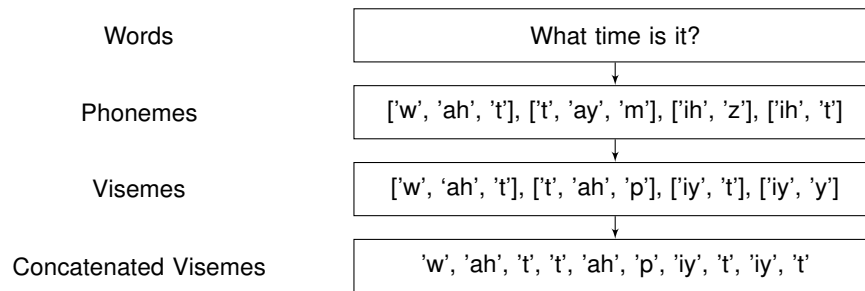 Words
What time is it?
Phonemes
['w', 'ah', 't'], ['t', 'ay', 'm'], ['ih', 'z'], ['ih', 't']
Visemes
['w', 'ah', 't'], ['t', 'ah', 'p'], ['iy', 't'], ['iy', 'y']
Concatenated Visemes
'w', 'ah', 't', 't', 'ah', 'p', 'iy', 't', 'iy', 't'